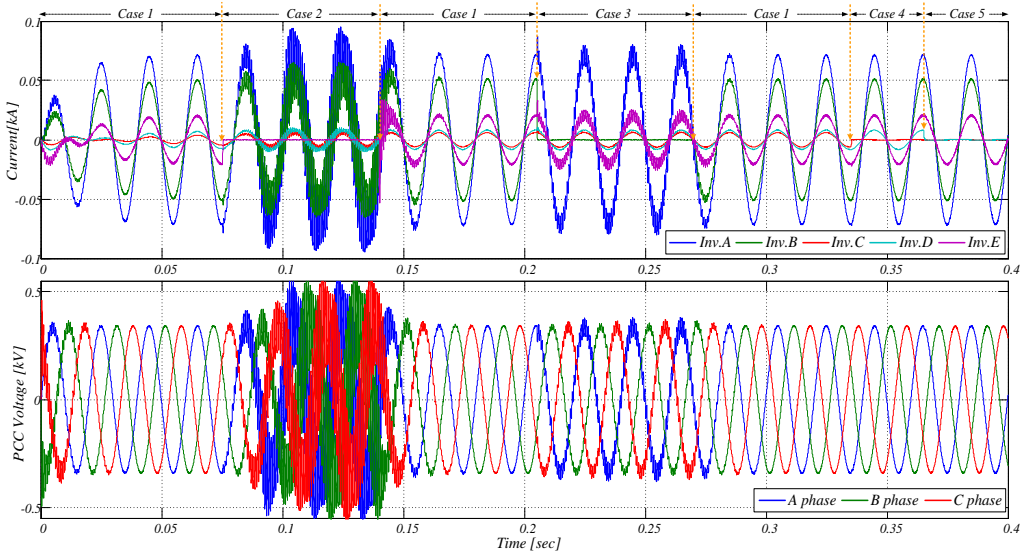 Case 1 Case 2 Case 1 Case 3 Case 1 Case 4 Case 5
0.1
0.05
0
-0.05
-0.1
Current[kA]
Inv.A Inv.B Inv.C Inv.D Inv.E
0 0.05 0.1 0.15 0.2 0.25 0.3 0.35 0.4
0.5
0
-0.5
PCC Voltage [kV]
A phase B phase C phase
0 0.05 0.1 0.15 0.2 0.25 0.3 0.35 0.4
Time [sec]